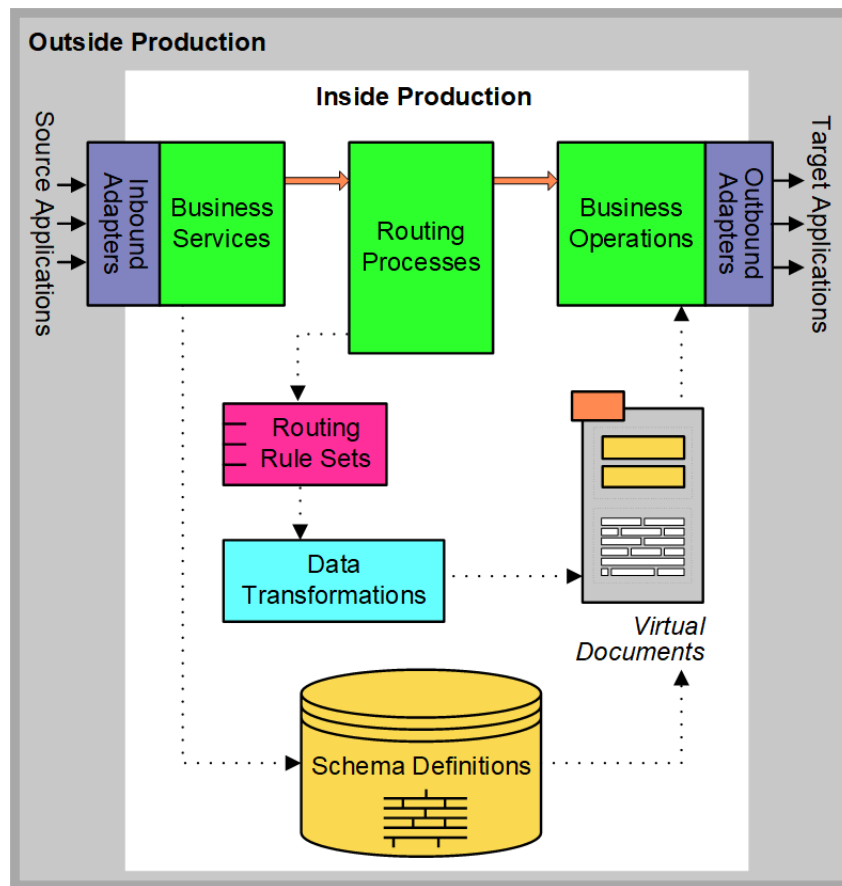 Outside Production
Inside Production
Source Applications
Inbound
Adapters
Business
Services
Routing
Processes
Business
Operations
Outbound
Adapters
Target Applications
Routing
Rule Sets
Data
Transformations
Virtual
Documents
Schema Definitions